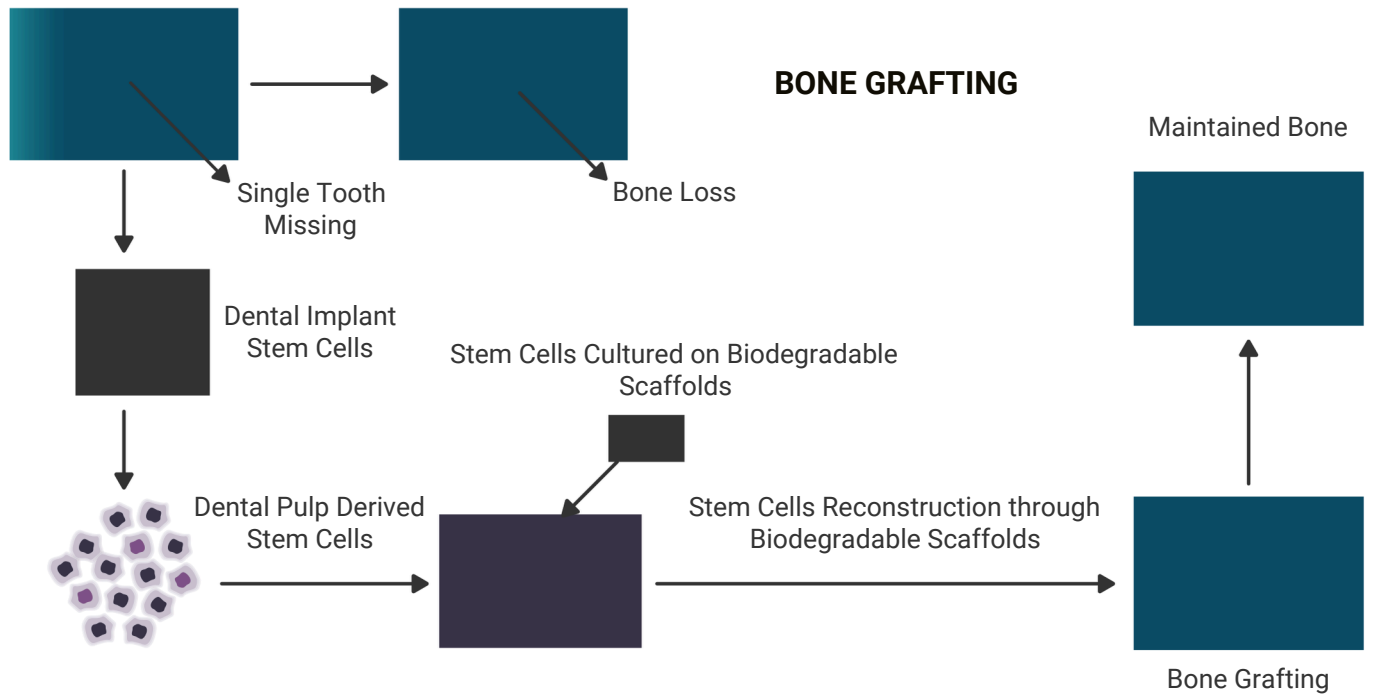 BONE GRAFTING
Maintained Bone
Single Tooth
Missing
Bone Loss
Dental Implant
Stem Cells
Stem Cells Cultured on Biodegradable
Scaffolds
Dental Pulp Derived
Stem Cells
Stem Cells Reconstruction through
Biodegradable Scaffolds
Bone Grafting